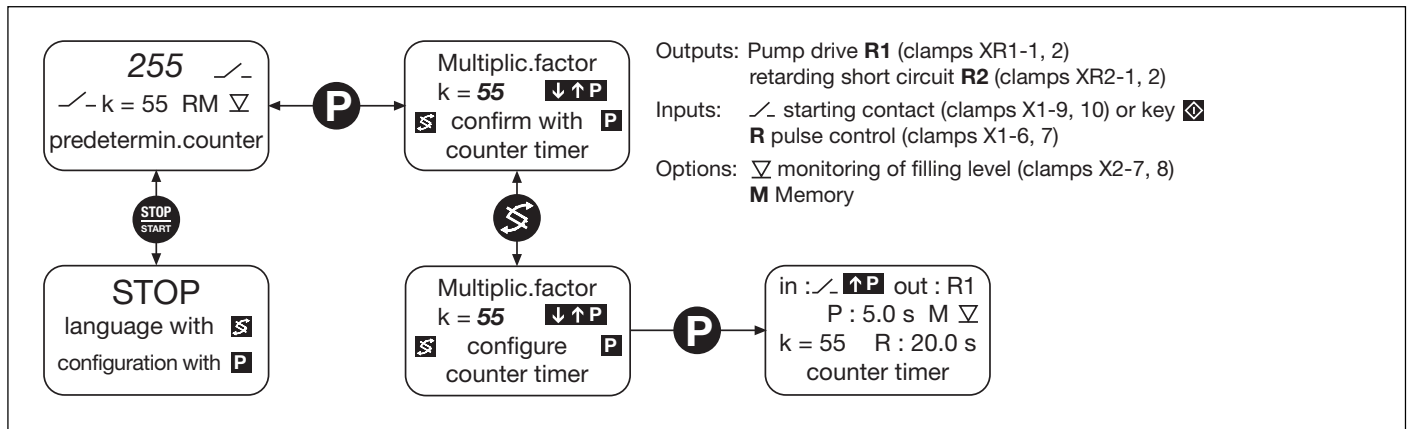 255
k = 55 RM
predetermin.counter
P
Multiplic.factor
k = 55 ↓ ↑ P
confirm with P
counter timer
Outputs: Pump drive R1 (clamps XR1-1, 2)
retarding short circuit R2 (clamps XR2-1, 2)
Inputs: starting contact (clamps X1-9, 10) or key
R pulse control (clamps X1-6, 7)
Options: monitoring of filling level (clamps X2-7, 8)
M Memory
STOP
START
STOP
language with
configuration with P
Multiplic.factor
k = 55 ↓ ↑ P
configure P
counter timer
P
in : ↑ P out : R1
P : 5.0 s M
k = 55 R : 20.0 s
counter timer